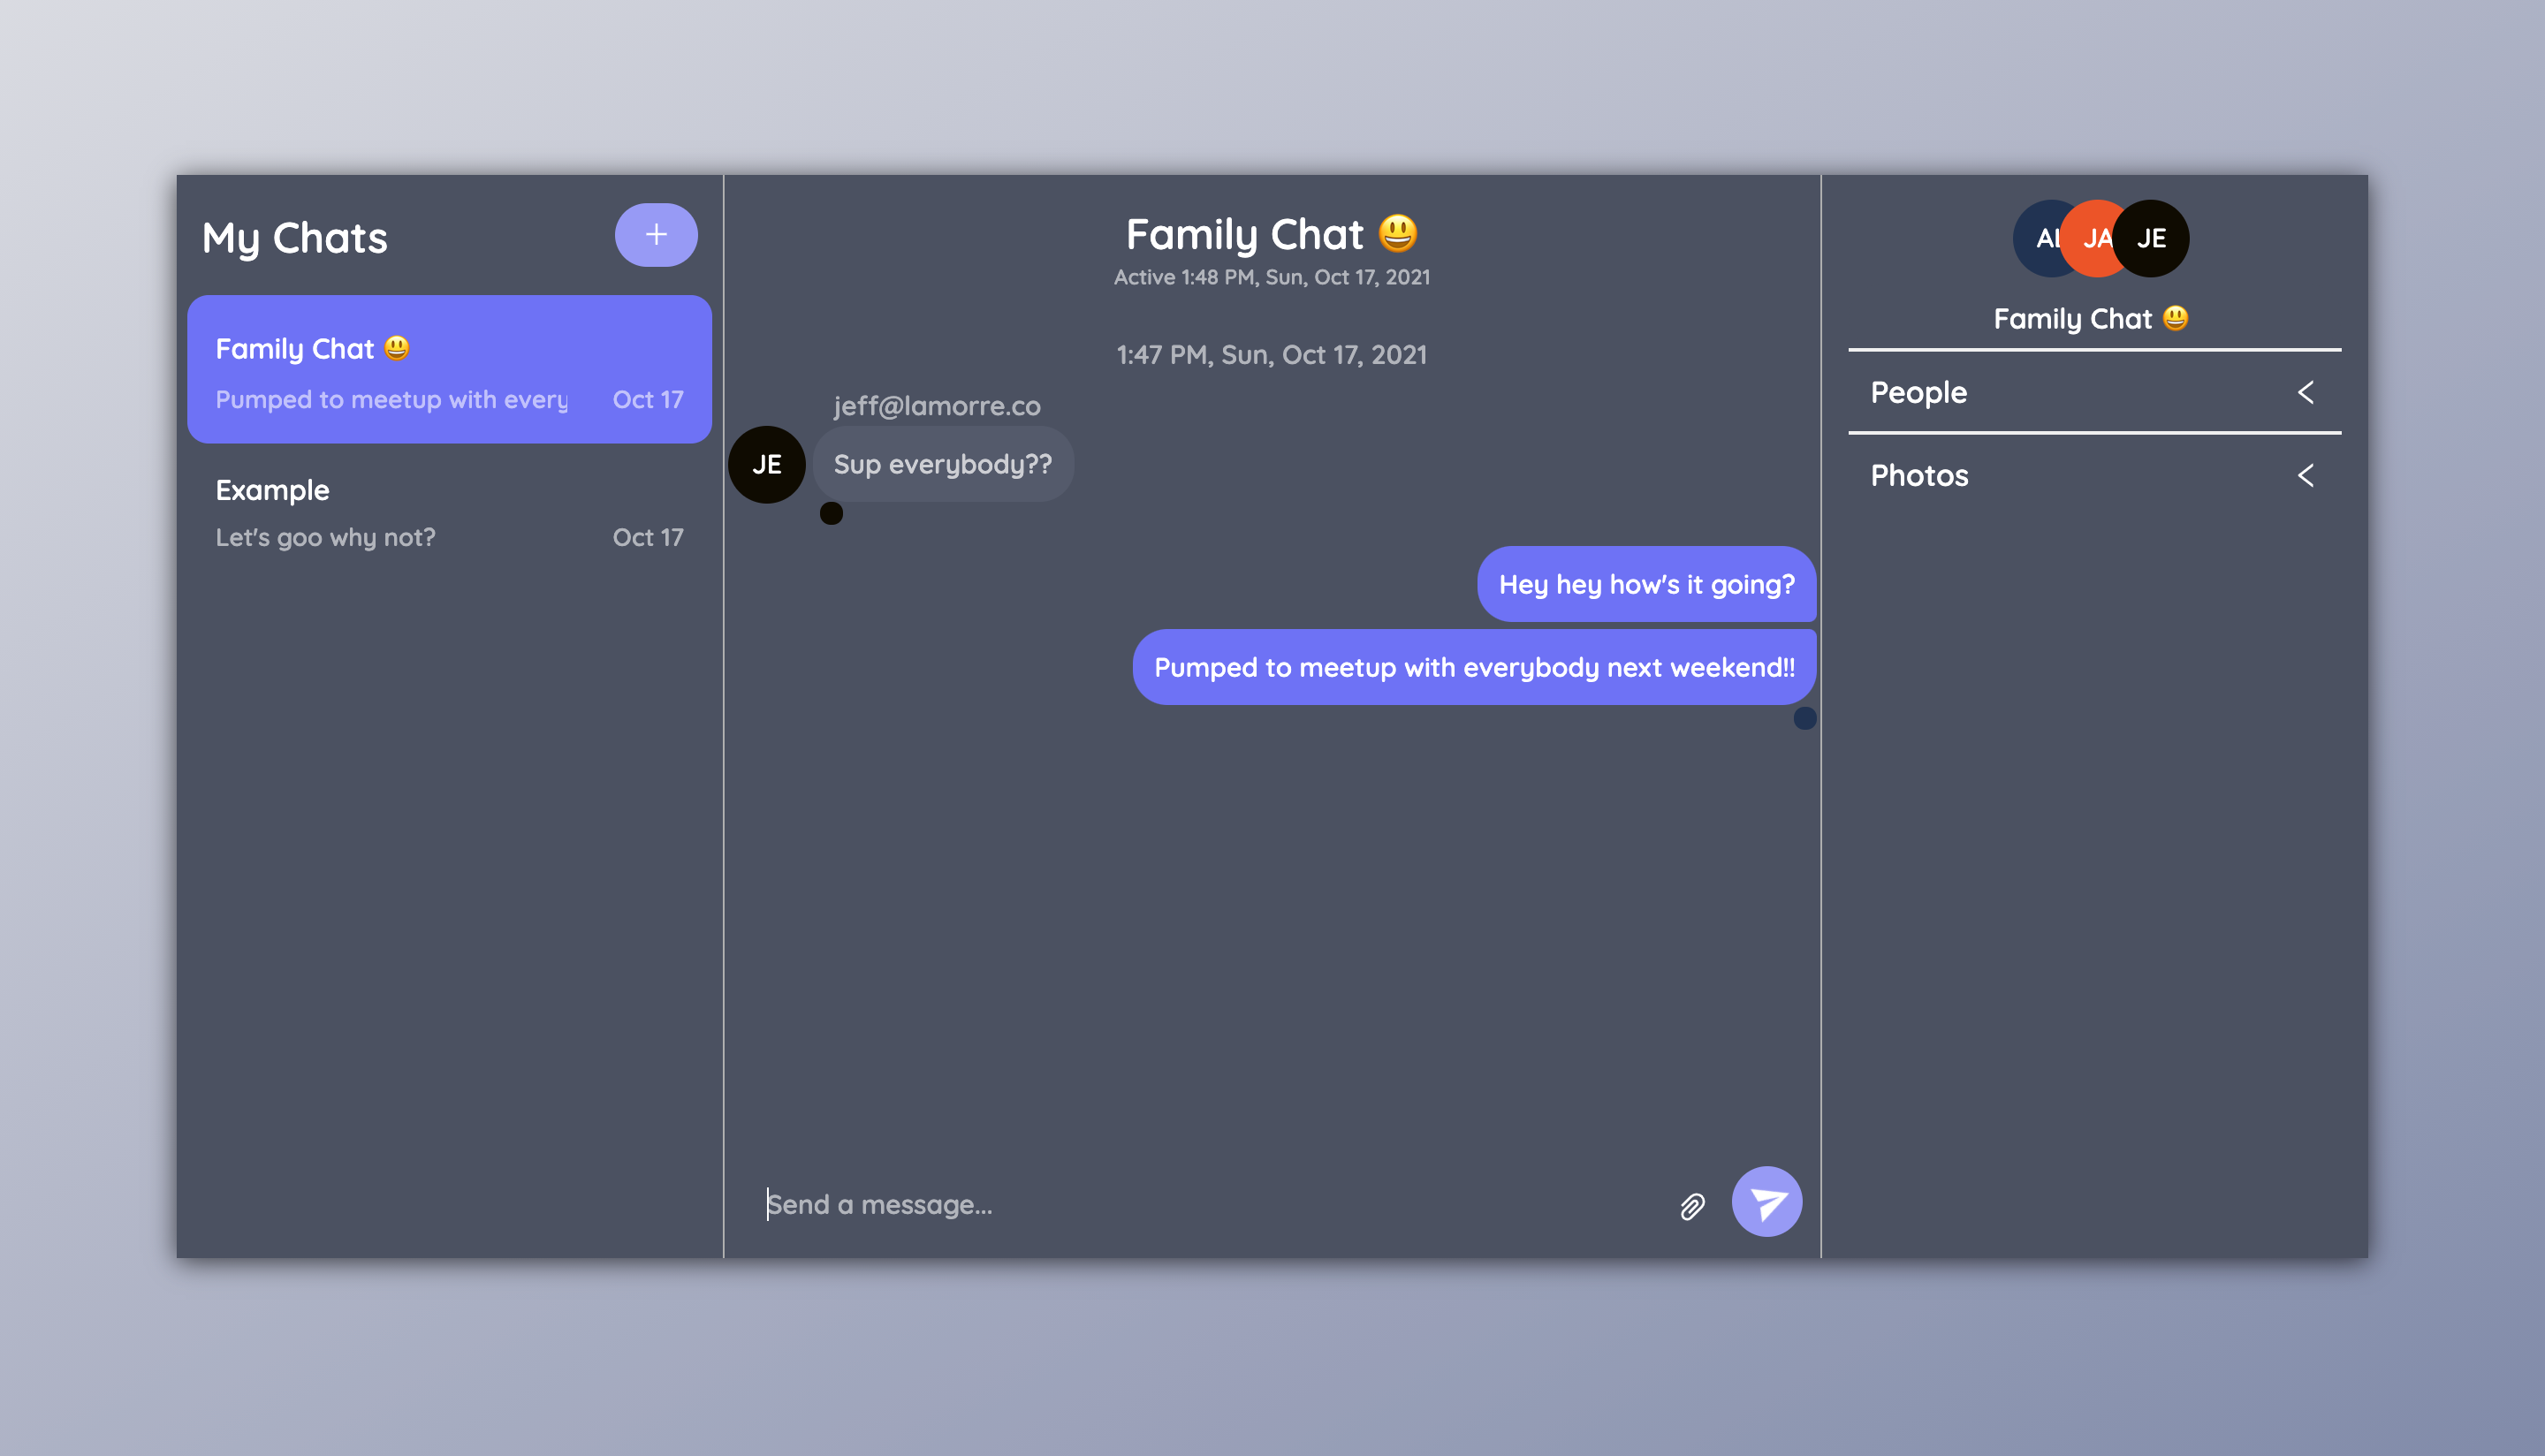 My Chats
+
Family Chat 😃
Pumped to meetup with every
Oct 17
Example
Let's goo why not?
Oct 17
Family Chat 😃
Active 1:48 PM, Sun, Oct 17, 2021
1:47 PM, Sun, Oct 17, 2021
jeff@lamorre.co
JE
Sup everybody??
Hey hey how's it going?
Pumped to meetup with everybody next weekend!!
Send a message...
JA JE
Family Chat 😃
People <
Photos <